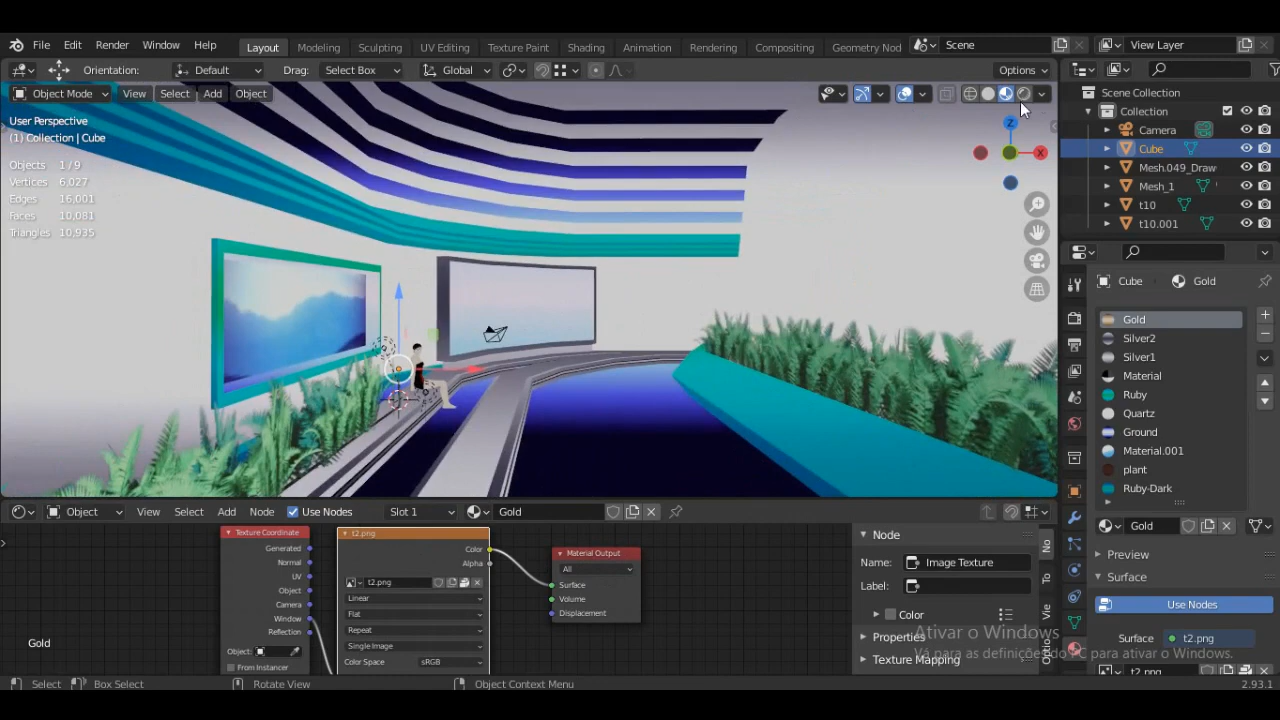 File Edit Render Window Help Layout Modeling Sculpting UV Editing Texture Paint Shading Animation Rendering Compositing Geometry Nod Scene View Layer
Orientation: Default Drag: Select Box Global Options
Object Mode View Select Add Object
User Perspective
(1) Collection | Cube
Objects 1/9
Vertices 6,027
Edges 16,001
Faces 10,081
Triangles 10,935
Z
X
Scene Collection
Collection
Camera
Cube
Mesh.049_Draw
Mesh_1
t10
t10.001
Cube Gold
Gold
Silver2
Silver1
Material
Ruby
Quartz
Ground
Material.001
plant
Ruby-Dark
Gold
Preview
Surface
Use Nodes
Surface t2.png
t2.png
Object View Select Add Node Use Nodes Slot 1 Gold
Texture Coordinate
Generated
Normal
UV
Object
Camera
Window
Reflection
Object:
From Instancer
t2.png
Color
Alpha
t2.png
Linear
Flat
Repeat
Single Image
Color Space sRGB
Material Output
All
Surface
Volume
Displacement
Node
Name: Image Texture
Label:
Color
Properties
Texture Mapping
No
To
Vie
Optio
Gold
Ativar o Windows
Vá para as definições do PC para ativar o Windows.
Select Box Select Rotate View Object Context Menu 2.93.1